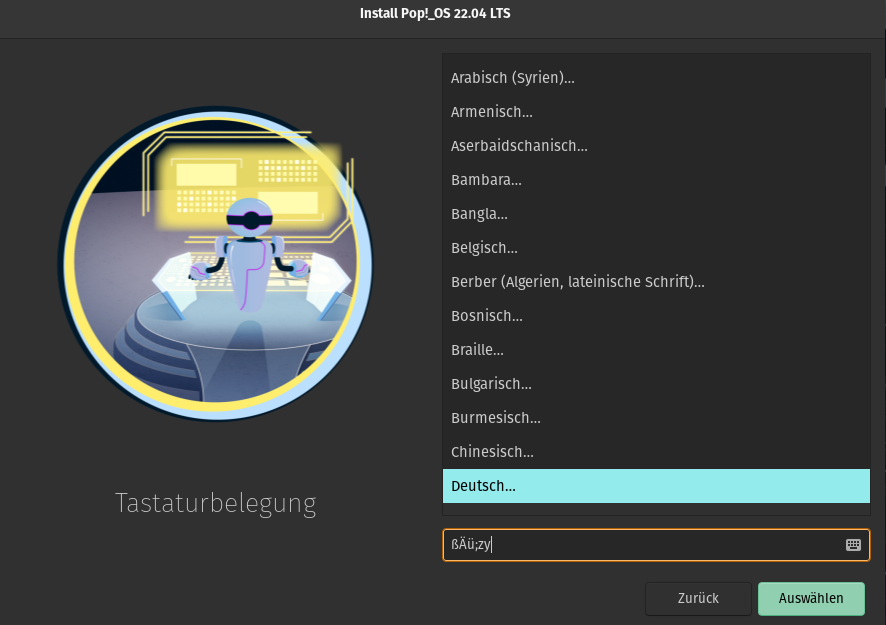 Install Pop!_OS 22.04 LTS
Arabisch (Syrien)...
Armenisch...
Aserbaidschanisch...
Bambara...
Bangla...
Belgisch...
Berber (Algerien, lateinische Schrift)...
Bosnisch...
Braille...
Bulgarisch...
Burmesisch...
Chinesisch...
Deutsch...
Tastaturbelegung
ßÄü;zy
Zurück
Auswählen